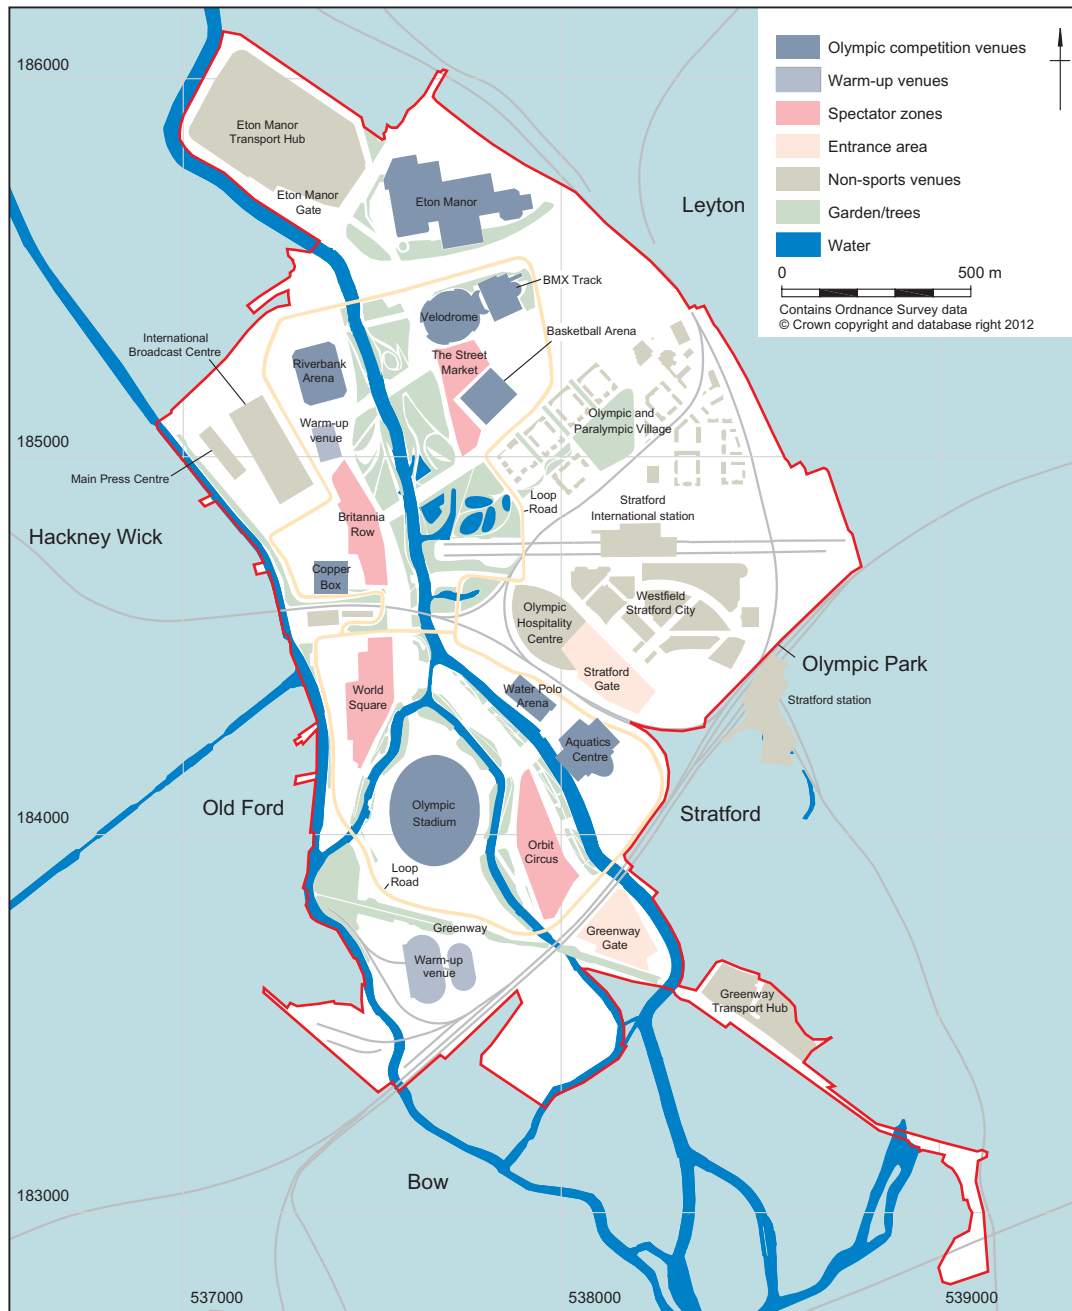 Olympic competition venues
Warm-up venues
Spectator zones
Entrance area
Non-sports venues
Garden/trees
Water
0 500 m
Contains Ordnance Survey data
© Crown copyright and database right 2012
186000
Eton Manor
Transport Hub
Eton Manor
Gate
Eton Manor
Leyton
BMX Track
Velodrome
Basketball Arena
International
Broadcast Centre
The Street
Market
Riverbank
Arena
Warm-up
venue
Olympic and
Paralympic Village
185000
Main Press Centre
Loop
Road
Stratford
International station
Britannia
Row
Hackney Wick
Copper
Box
Olympic
Hospitality
Centre
Westfield
Stratford City
Olympic Park
Stratford
Gate
World
Square
Water Polo
Arena
Stratford station
Aquatics
Centre
Old Ford
Olympic
Stadium
Stratford
184000
Orbit
Circus
Loop
Road
Greenway
Greenway
Gate
Warm-up
venue
Greenway
Transport Hub
Bow
183000
537000
538000
539000